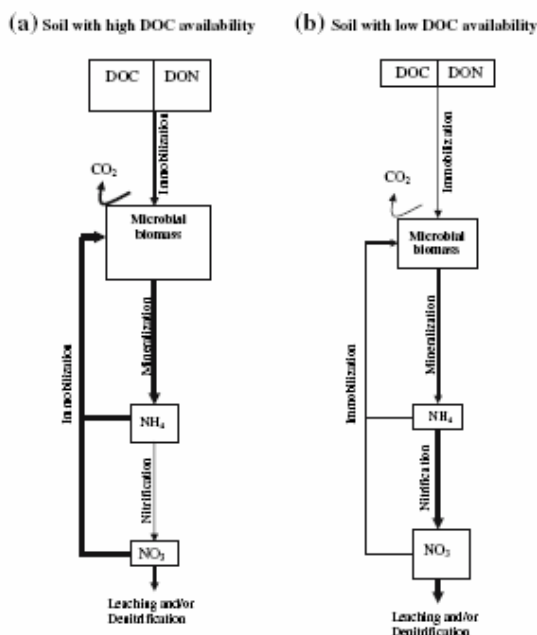 (a) Soil with high DOC availability
DOC DON
Immobilization
CO2
Microbial
biomass
Mineralization
Immobilization
NH4
Nitrification
NO3
Leaching and/or
Denitrification
(b) Soil with low DOC availability
DOC DON
Immobilization
CO2
Microbial
biomass
Mineralization
Immobilization
NH4
Nitrification
NO3
Leaching and/or
Denitrification